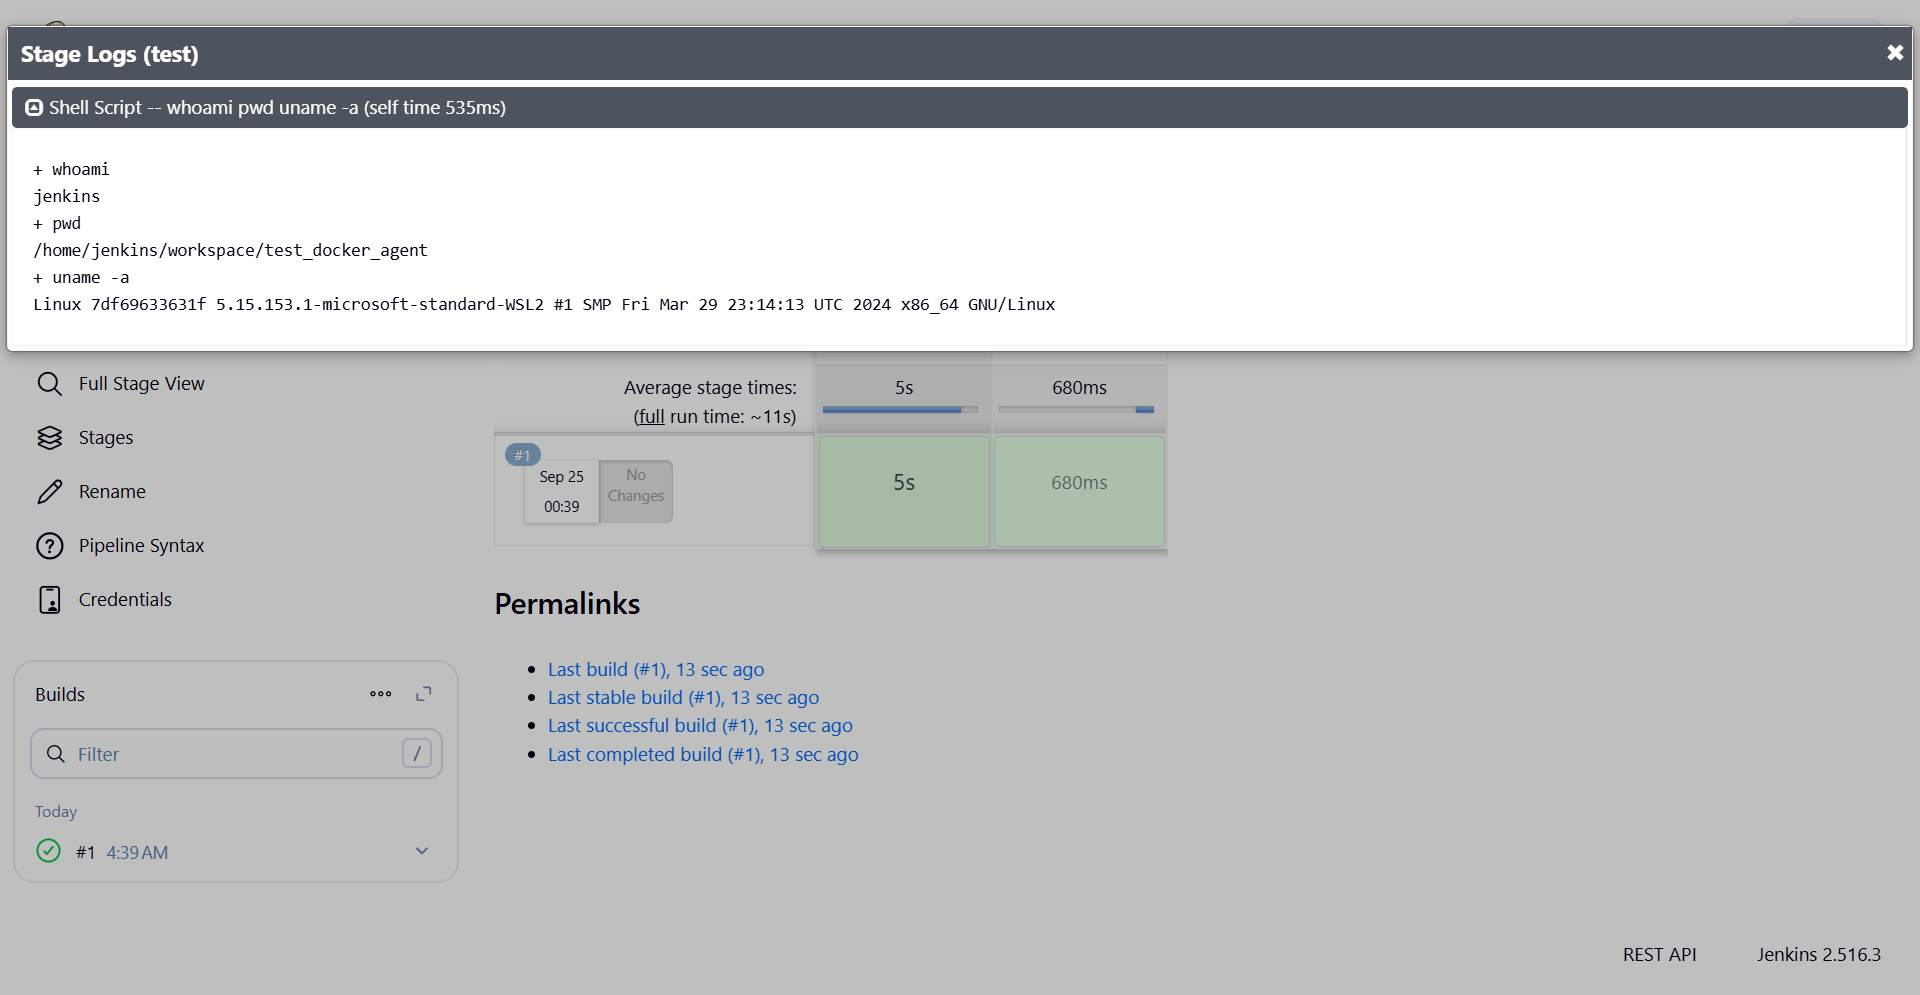 Stage Logs (test)
Shell Script -- whoami pwd uname -a (self time 535ms)
+ whoami
jenkins
+ pwd
/home/jenkins/workspace/test_docker_agent
+ uname -a
Linux 7df69633631f 5.15.153.1-microsoft-standard-WSL2 #1 SMP Fri Mar 29 23:14:13 UTC 2024 x86_64 GNU/Linux
Full Stage View
Stages
Rename
Pipeline Syntax
Credentials
Builds
Filter
/
Today
#1 4:39 AM
Average stage times:
(full run time: ~11s)
5s
680ms
#1
Sep 25
00:39
No
Changes
5s
680ms
Permalinks
Last build (#1), 13 sec ago
Last stable build (#1), 13 sec ago
Last successful build (#1), 13 sec ago
Last completed build (#1), 13 sec ago
REST API
Jenkins 2.516.3